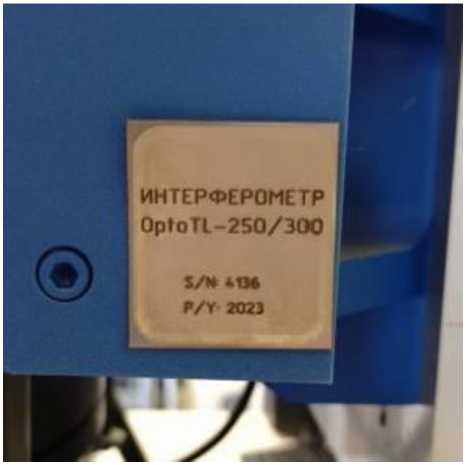 ИНТЕРФЕРОМЕТР
OptoTL-250/300
S/N: 4136
P/Y: 2023